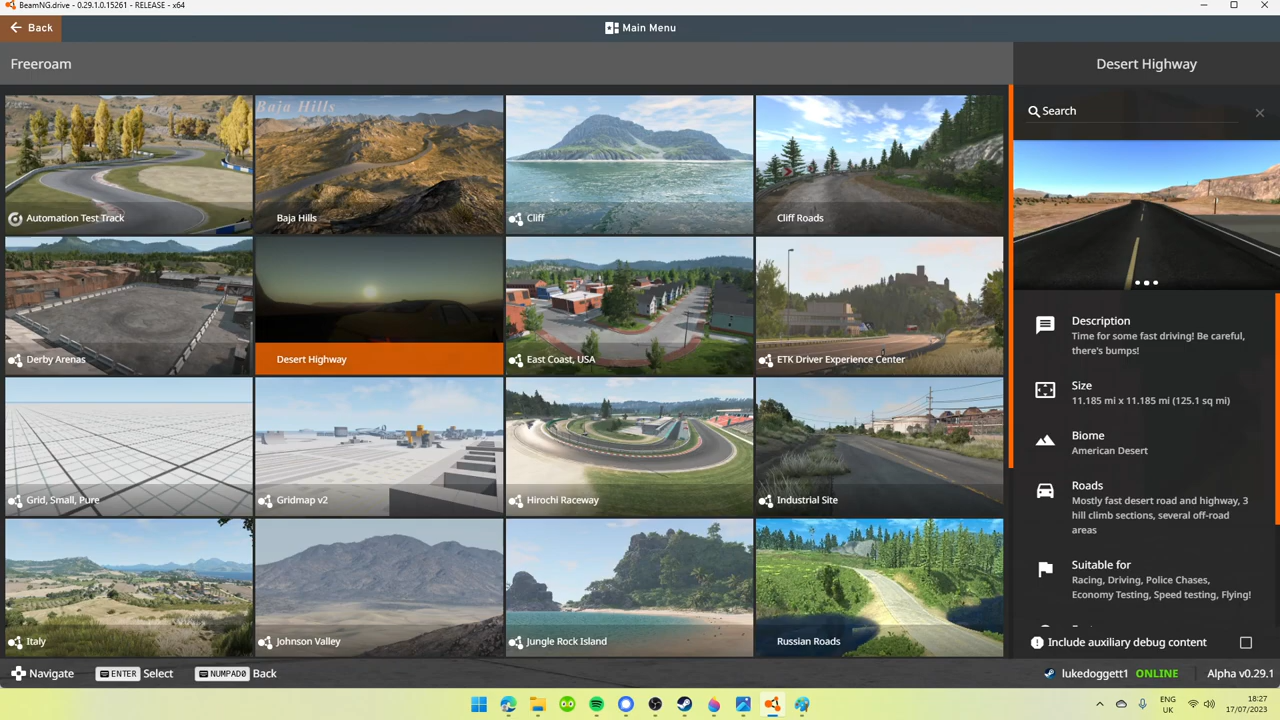 BeamNG.drive - 0.29.1.0.15261 - RELEASE - x64
Back
Main Menu
Freeroam
Desert Highway
Search
Baja Hills
Automation Test Track
Baja Hills
Cliff
Cliff Roads
Derby Arenas
Desert Highway
East Coast, USA
ETK Driver Experience Center
Grid, Small, Pure
Gridmap v2
Hirochi Raceway
Industrial Site
Italy
Johnson Valley
Jungle Rock Island
Russian Roads
Description
Time for some fast driving! Be careful,
there's bumps!
Size
11.185 mi x 11.185 mi (125.1 sq mi)
Biome
American Desert
Roads
Mostly fast desert road and highway, 3
hill climb sections, several off-road
areas
Suitable for
Racing, Driving, Police Chases,
Economy Testing, Speed testing, Flying!
Include auxiliary debug content
Navigate
ENTER Select
NUMPAD0 Back
lukedoggett1 ONLINE
Alpha v0.29.1
ENG
UK
18:27
17/07/2023